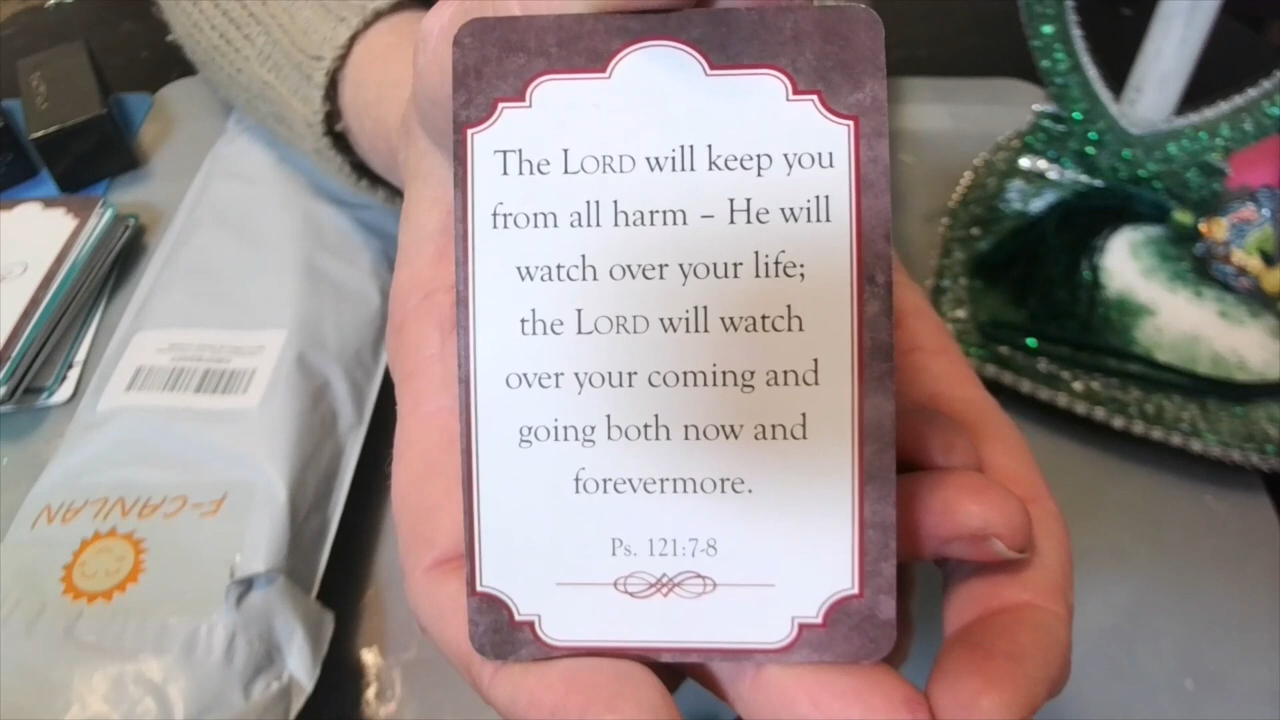 The LORD will keep you
from all harm – He will
watch over your life;
the LORD will watch
over your coming and
going both now and
forevermore.
Ps. 121:7-8
F-CANLAN